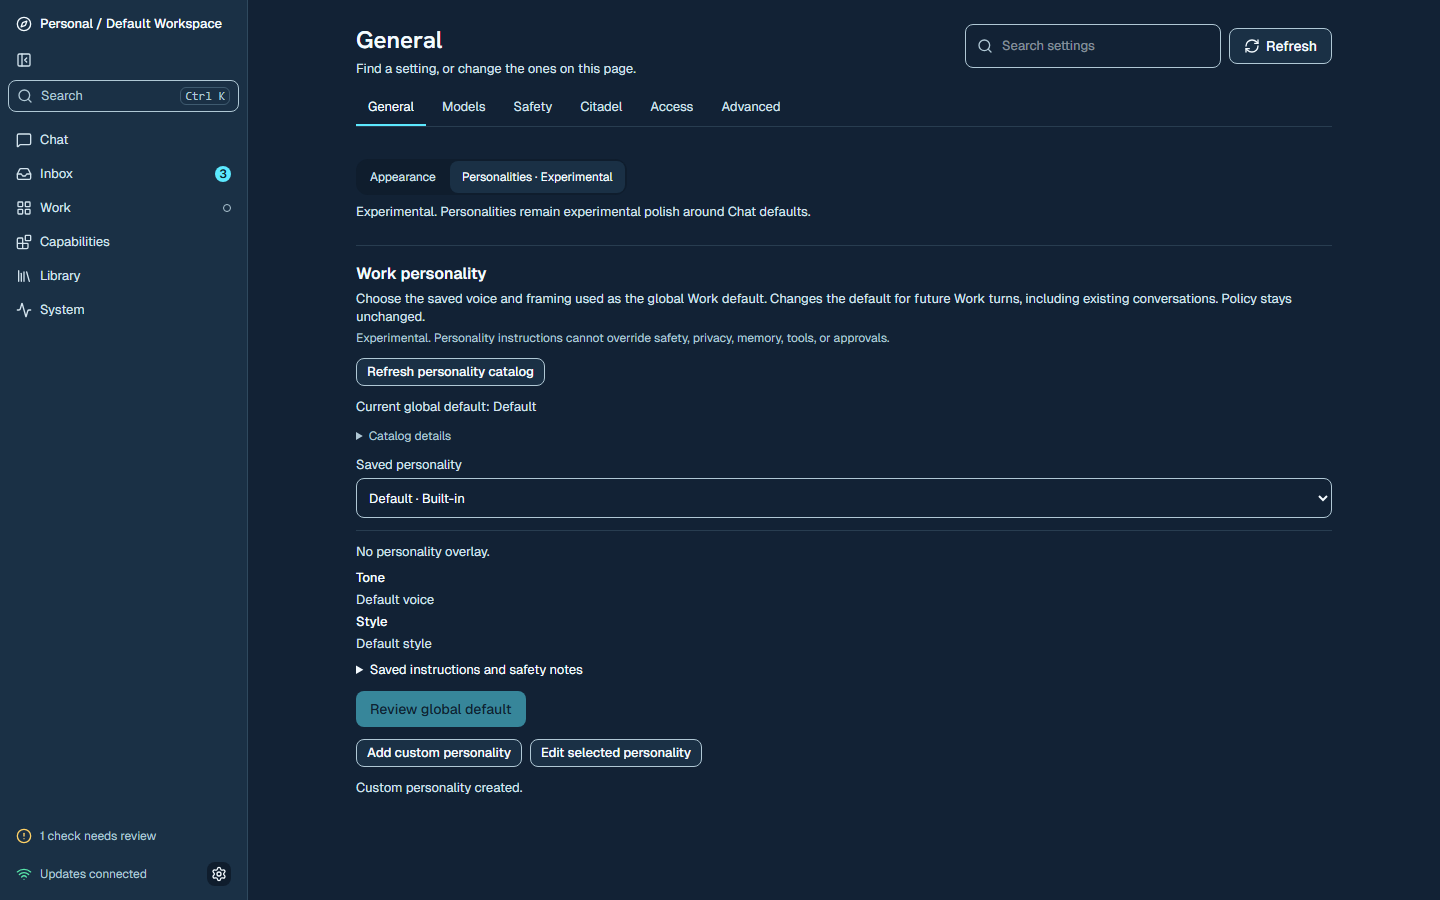 Personal / Default Workspace
Search
Ctrl K
Chat
Inbox
3
Work
Capabilities
Library
System
1 check needs review
Updates connected
General
Find a setting, or change the ones on this page.
Search settings
Refresh
General
Models
Safety
Citadel
Access
Advanced
Appearance
Personalities · Experimental
Experimental. Personalities remain experimental polish around Chat defaults.
Work personality
Choose the saved voice and framing used as the global Work default. Changes the default for future Work turns, including existing conversations. Policy stays
unchanged.
Experimental. Personality instructions cannot override safety, privacy, memory, tools, or approvals.
Refresh personality catalog
Current global default: Default
Catalog details
Saved personality
Default · Built-in
No personality overlay.
Tone
Default voice
Style
Default style
Saved instructions and safety notes
Review global default
Add custom personality
Edit selected personality
Custom personality created.